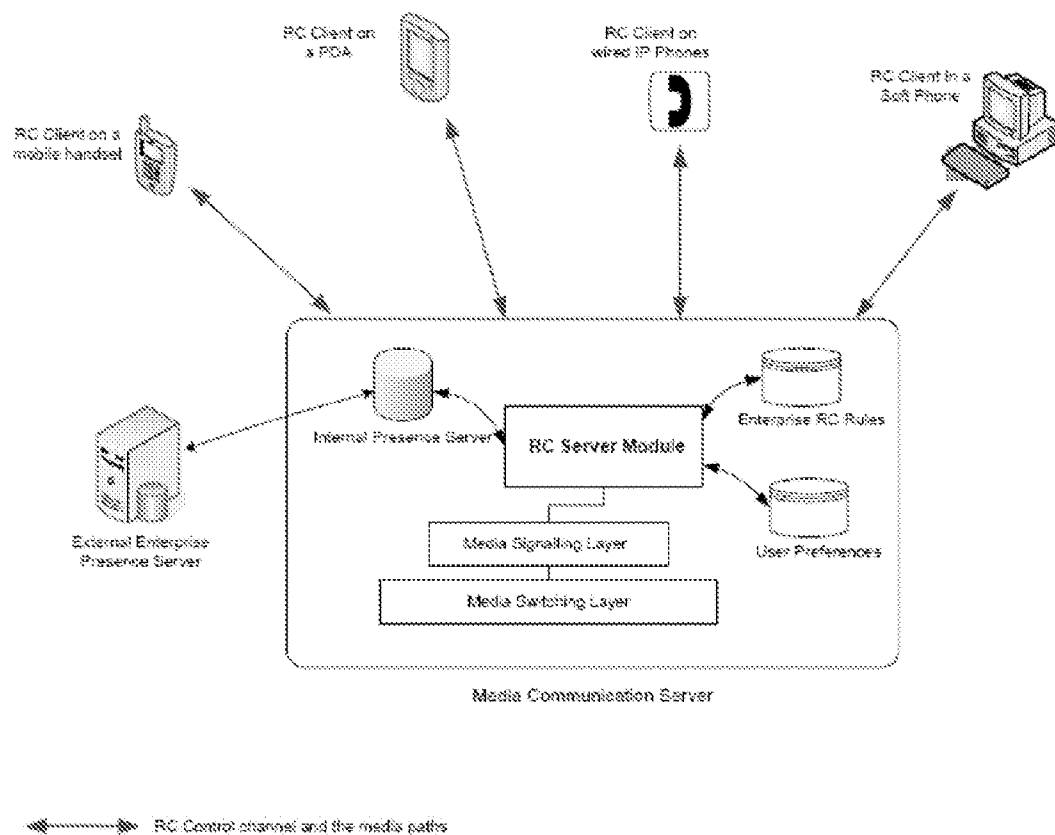 RC Client on
a PDA
RC Client on
wired IP Phones
RC Client in a
Soft Phone
RC Client on a
mobile handset
Internal Presence Server
RC Server Module
Enterprise RC Rules
External Enterprise
Presence Server
Media Signalling Layer
User Preferences
Media Switching Layer
Media Communication Server
RC Control channel and the media paths